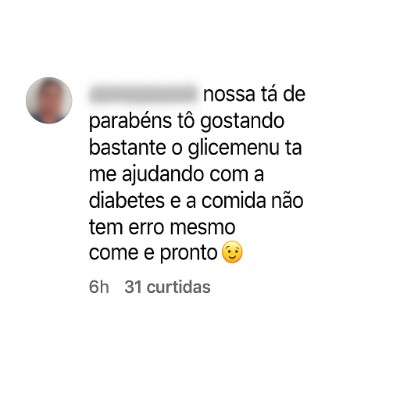 nossa tá de
parabéns tô gostando
bastante o glicemenu ta
me ajudando com a
diabetes e a comida não
tem erro mesmo
come e pronto😉
6h 31 curtidas